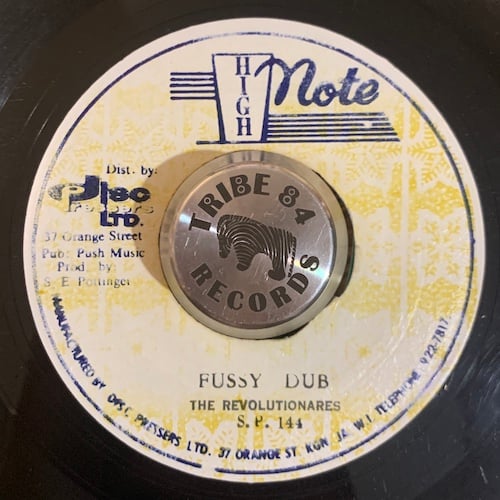 HIGH Note
Dist. by:
Disc
Pressers
LTD.
37 Orange Street
Pub: Push Music
Prod. by:
S. E Pottinger
TRIBE 84
RECORDS
FUSSY DUB
THE REVOLUTIONARES
S.P. 144
MANUFACTURED BY DISC PRESSERS LTD. 37 ORANGE ST. KGN JA. W.I. TELEPHONE 922-7817